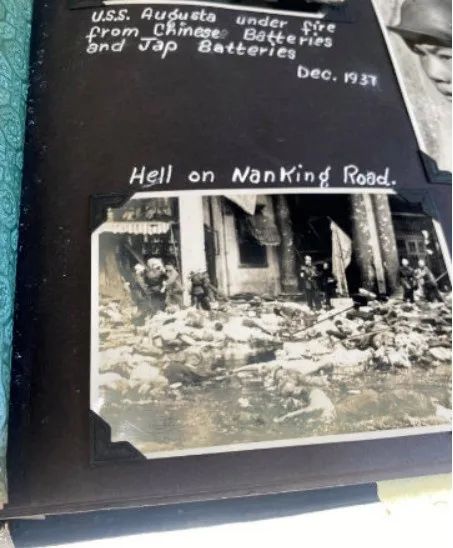 U.S.S. Augusta under fire
from Chinese Batteries
and Jap Batteries
Dec. 1937
Hell on NanKing Road.